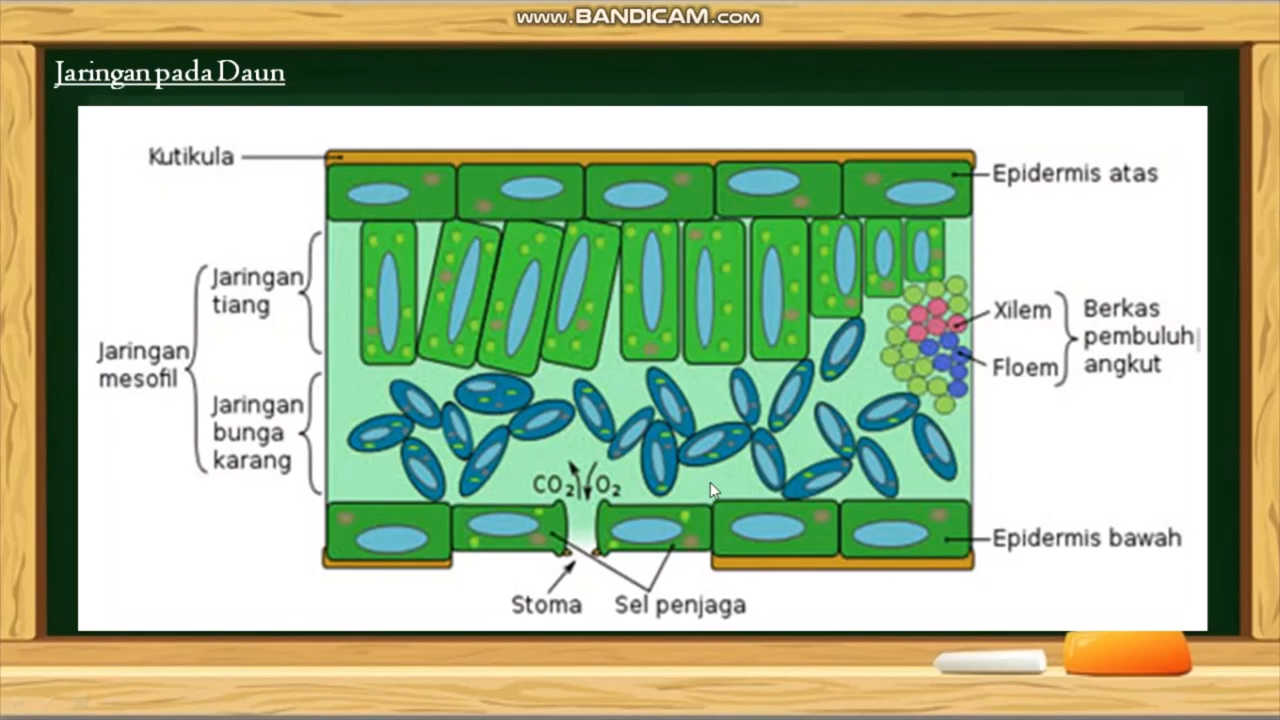 www.BANDICAM.com
Jaringan pada Daun
Kutikula
Epidermis atas
Jaringan
tiang
Jaringan
mesofil
Jaringan
bunga
karang
Xilem
Floem
Berkas
pembuluh
angkut
CO₂
O₂
Epidermis bawah
Stoma
Sel penjaga